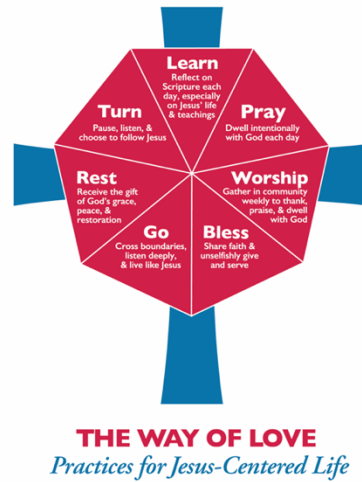 Learn
Reflect on
Scripture each
day, especially
on Jesus' life
& teachings
Turn
Pause, listen, &
choose to follow Jesus
Pray
Dwell intentionally
with God each day
Rest
Receive the gift
of God's grace,
peace, &
restoration
Worship
Gather in community
weekly to thank,
praise, & dwell
with God
Go
Cross boundaries,
listen deeply,
& live like Jesus
Bless
Share faith &
unselfishly give
and serve
THE WAY OF LOVE
Practices for Jesus-Centered Life